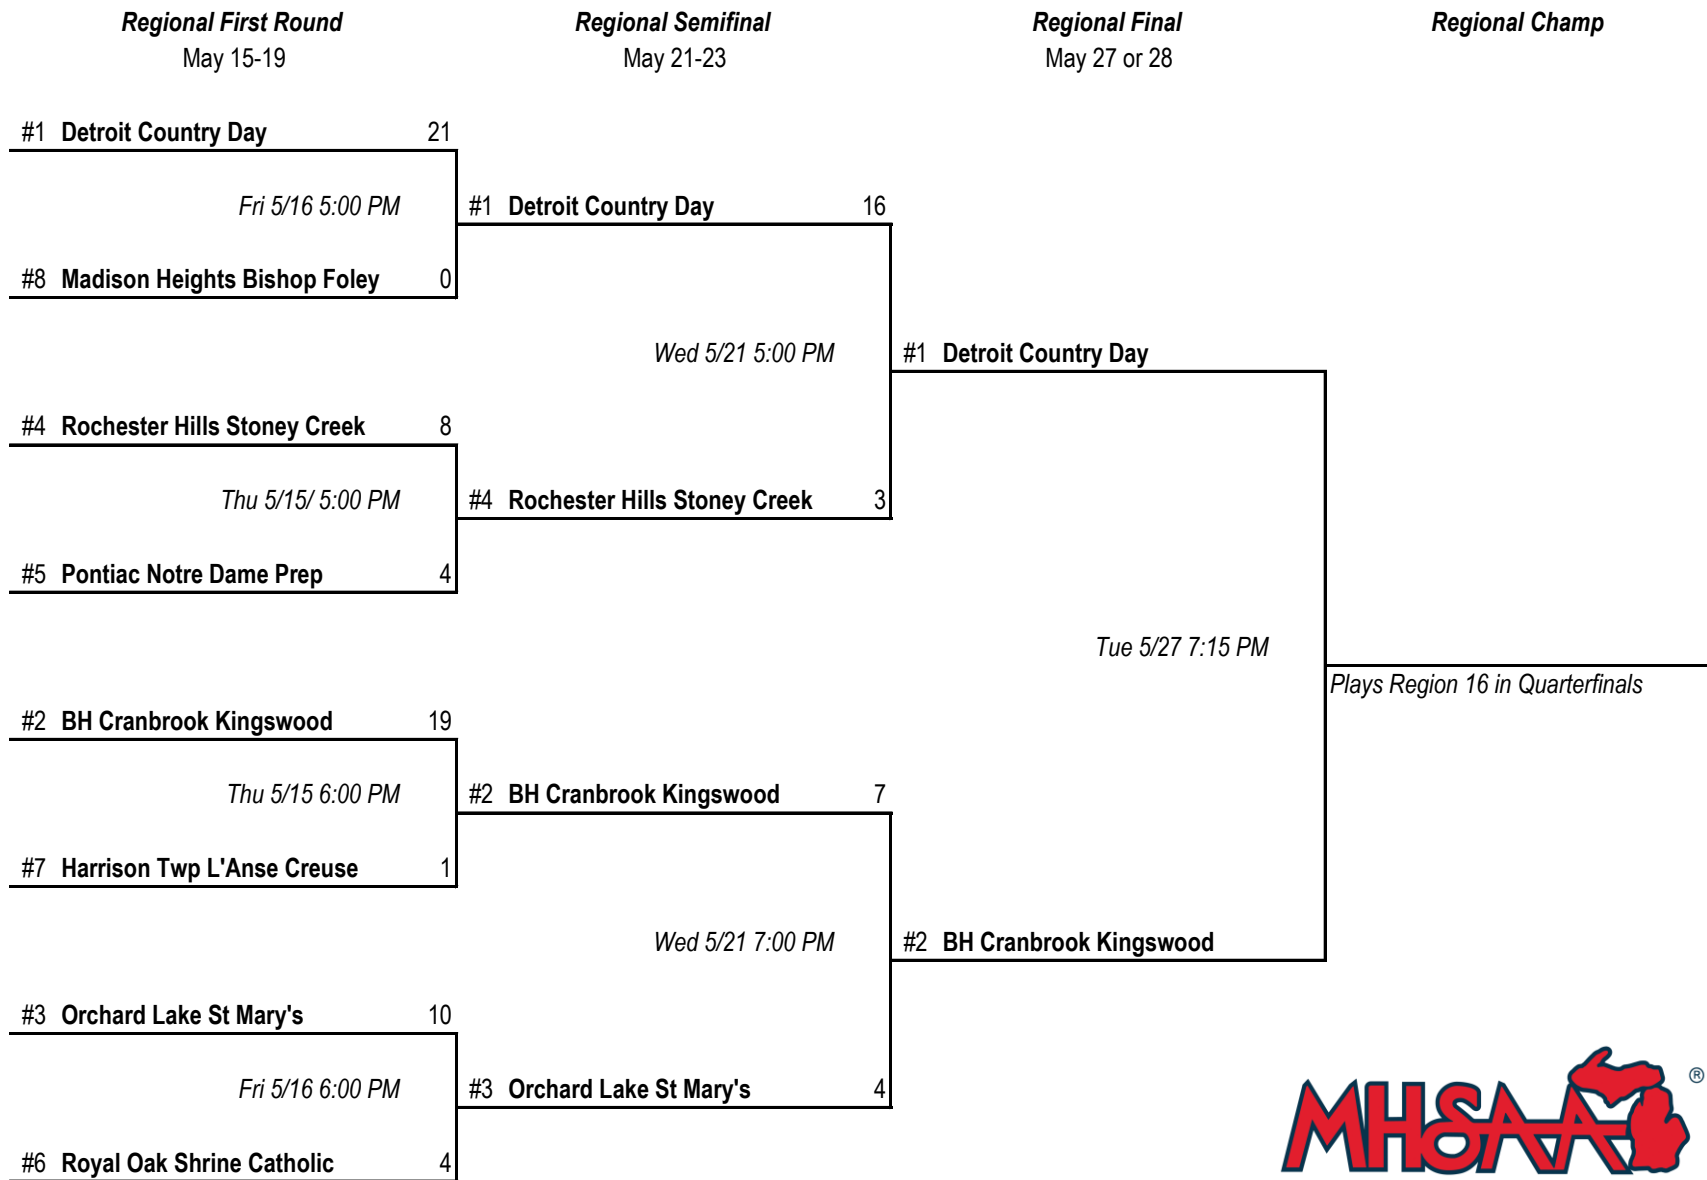 Regional First Round Regional Semifinal Regional Final Regional Champ
May 15-19 May 21-23 May 27 or 28
#1 Detroit Country Day 21
Fri 5/16 5:00 PM #1 Detroit Country Day 16
#8 Madison Heights Bishop Foley 0
Wed 5/21 5:00 PM #1 Detroit Country Day
#4 Rochester Hills Stoney Creek 8
Thu 5/15/ 5:00 PM #4 Rochester Hills Stoney Creek 3
#5 Pontiac Notre Dame Prep 4
Tue 5/27 7:15 PM
Plays Region 16 in Quarterfinals
#2 BH Cranbrook Kingswood 19
Thu 5/15 6:00 PM #2 BH Cranbrook Kingswood 7
#7 Harrison Twp L'Anse Creuse 1
Wed 5/21 7:00 PM #2 BH Cranbrook Kingswood
#3 Orchard Lake St Mary's 10
Fri 5/16 6:00 PM #3 Orchard Lake St Mary's 4
#6 Royal Oak Shrine Catholic 4
MHSAA ®